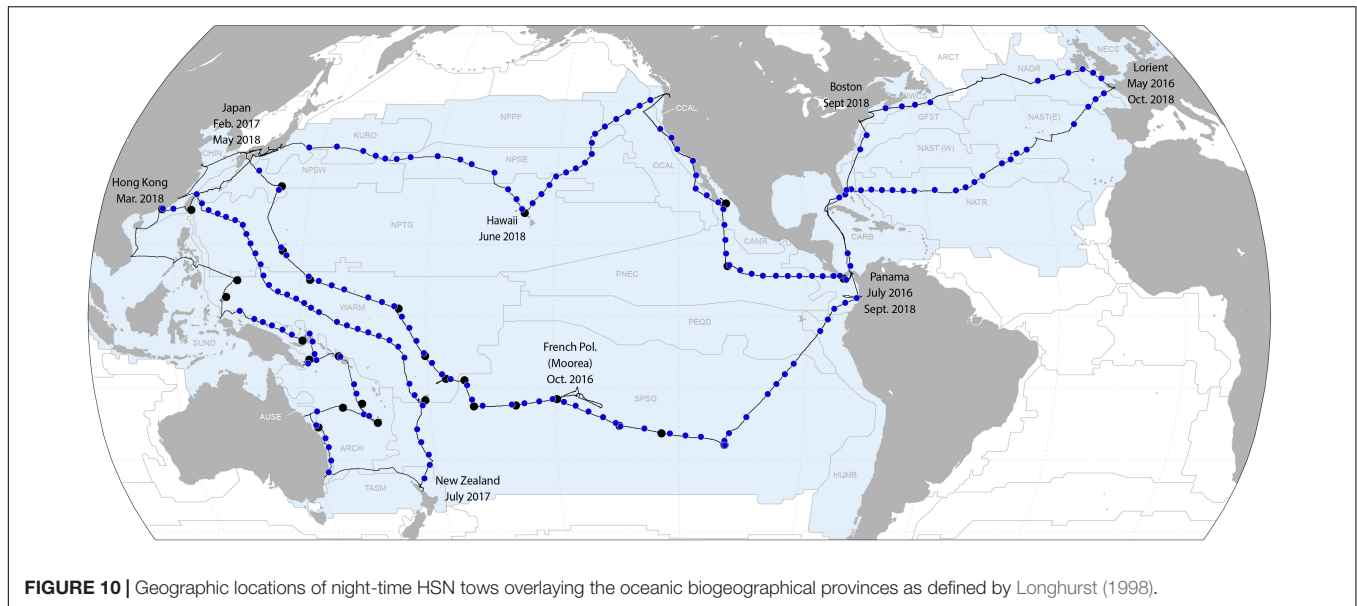 ARCT
NECS
NADR
Lorient
May 2016
Oct. 2018
Boston
Sept 2018
NWCS
GFST
NAST(E)
NAST (W)
NATR
Japan
Feb. 2017
May 2018
CHIN
KURO
NPPF
CCAL
NPSW
NPSE
OCAL
Hong Kong
Mar. 2018
Hawaii
June 2018
NPTG
CAMR
CARB
PNEC
Panama
July 2016
Sept. 2018
WARM
PEQD
SUND
French Pol.
(Moorea)
Oct. 2016
SPSG
AUSE
ARCH
TASM
HUMB
New Zealand
July 2017
FIGURE 10 | Geographic locations of night-time HSN tows overlaying the oceanic biogeographical provinces as defined by Longhurst (1998).